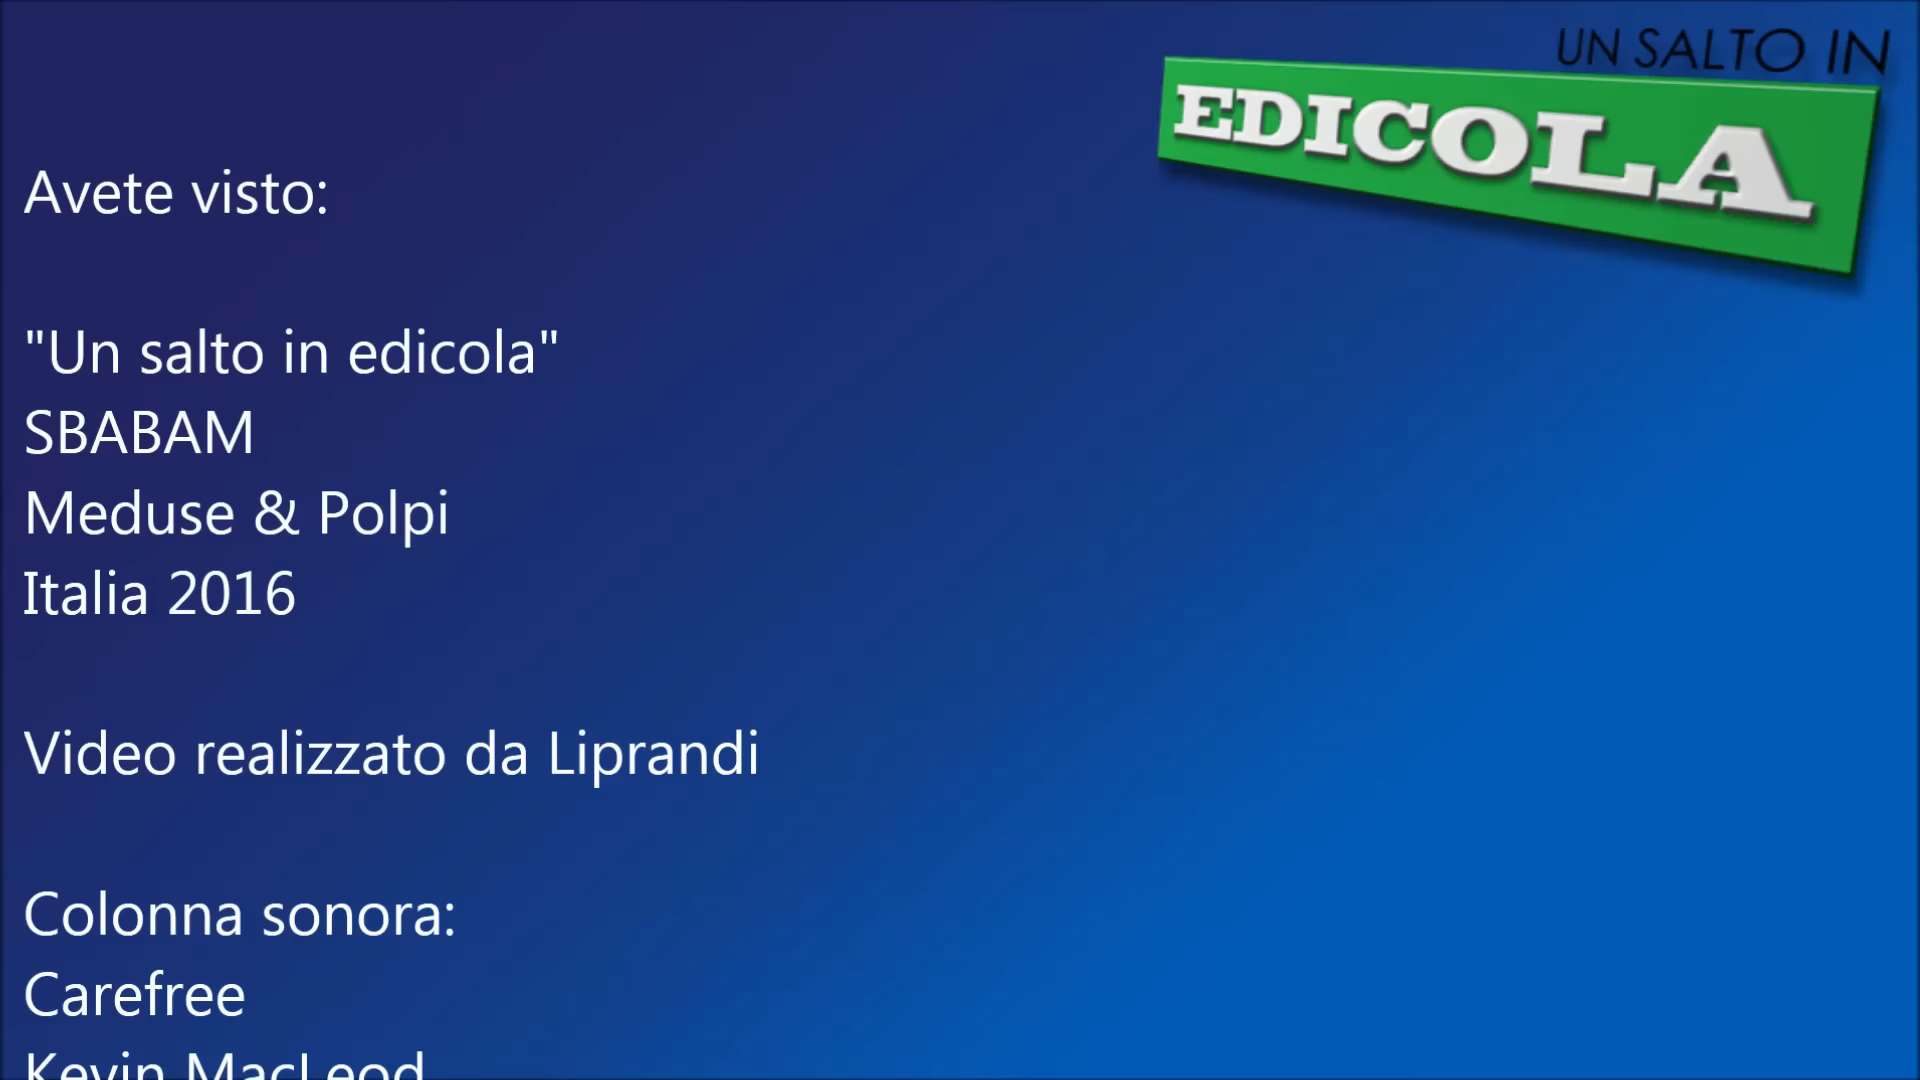 UN SALTO IN
EDICOLA
Avete visto:
"Un salto in edicola"
SBABAM
Meduse & Polpi
Italia 2016
Video realizzato da Liprandi
Colonna sonora:
Carefree
Kevin MacLeod